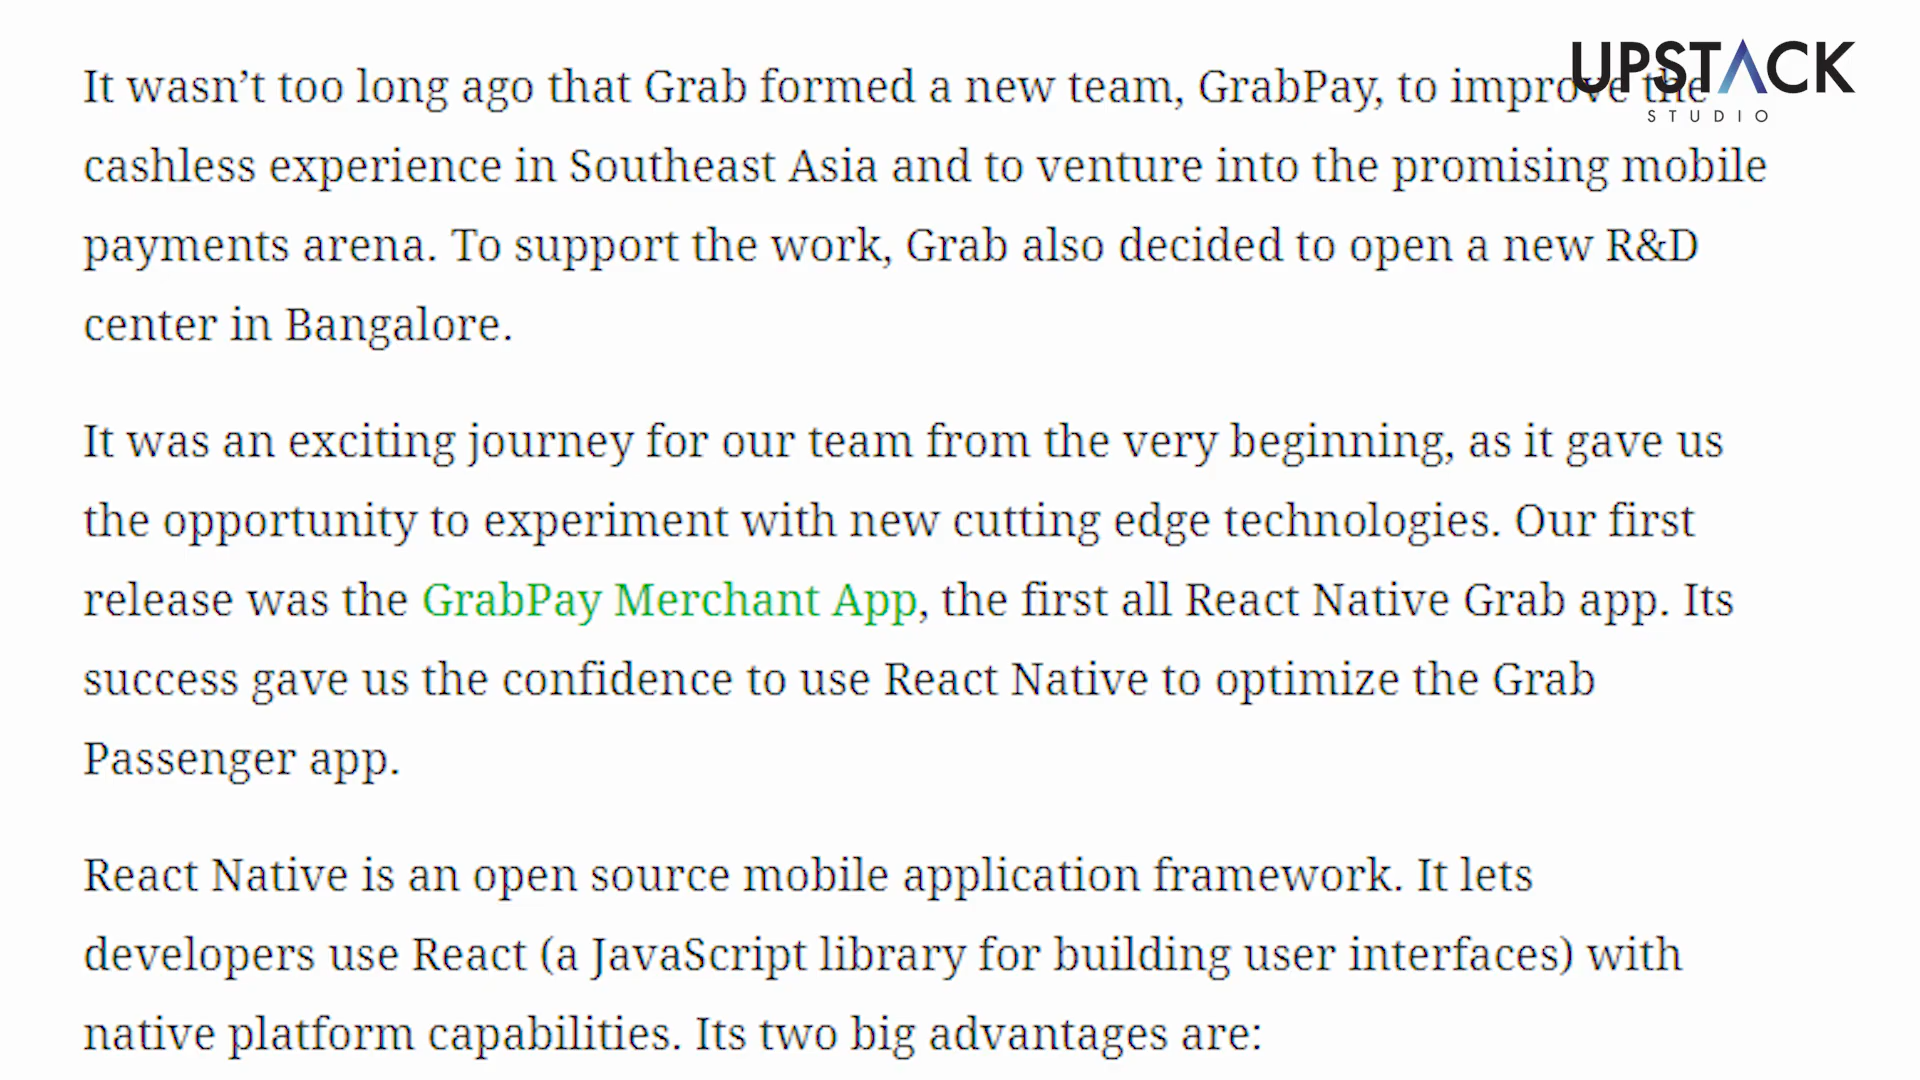 UPSTACK
STUDIO
It wasn’t too long ago that Grab formed a new team, GrabPay, to improve the
cashless experience in Southeast Asia and to venture into the promising mobile
payments arena. To support the work, Grab also decided to open a new R&D
center in Bangalore.
It was an exciting journey for our team from the very beginning, as it gave us
the opportunity to experiment with new cutting edge technologies. Our first
release was the GrabPay Merchant App, the first all React Native Grab app. Its
success gave us the confidence to use React Native to optimize the Grab
Passenger app.
React Native is an open source mobile application framework. It lets
developers use React (a JavaScript library for building user interfaces) with
native platform capabilities. Its two big advantages are: